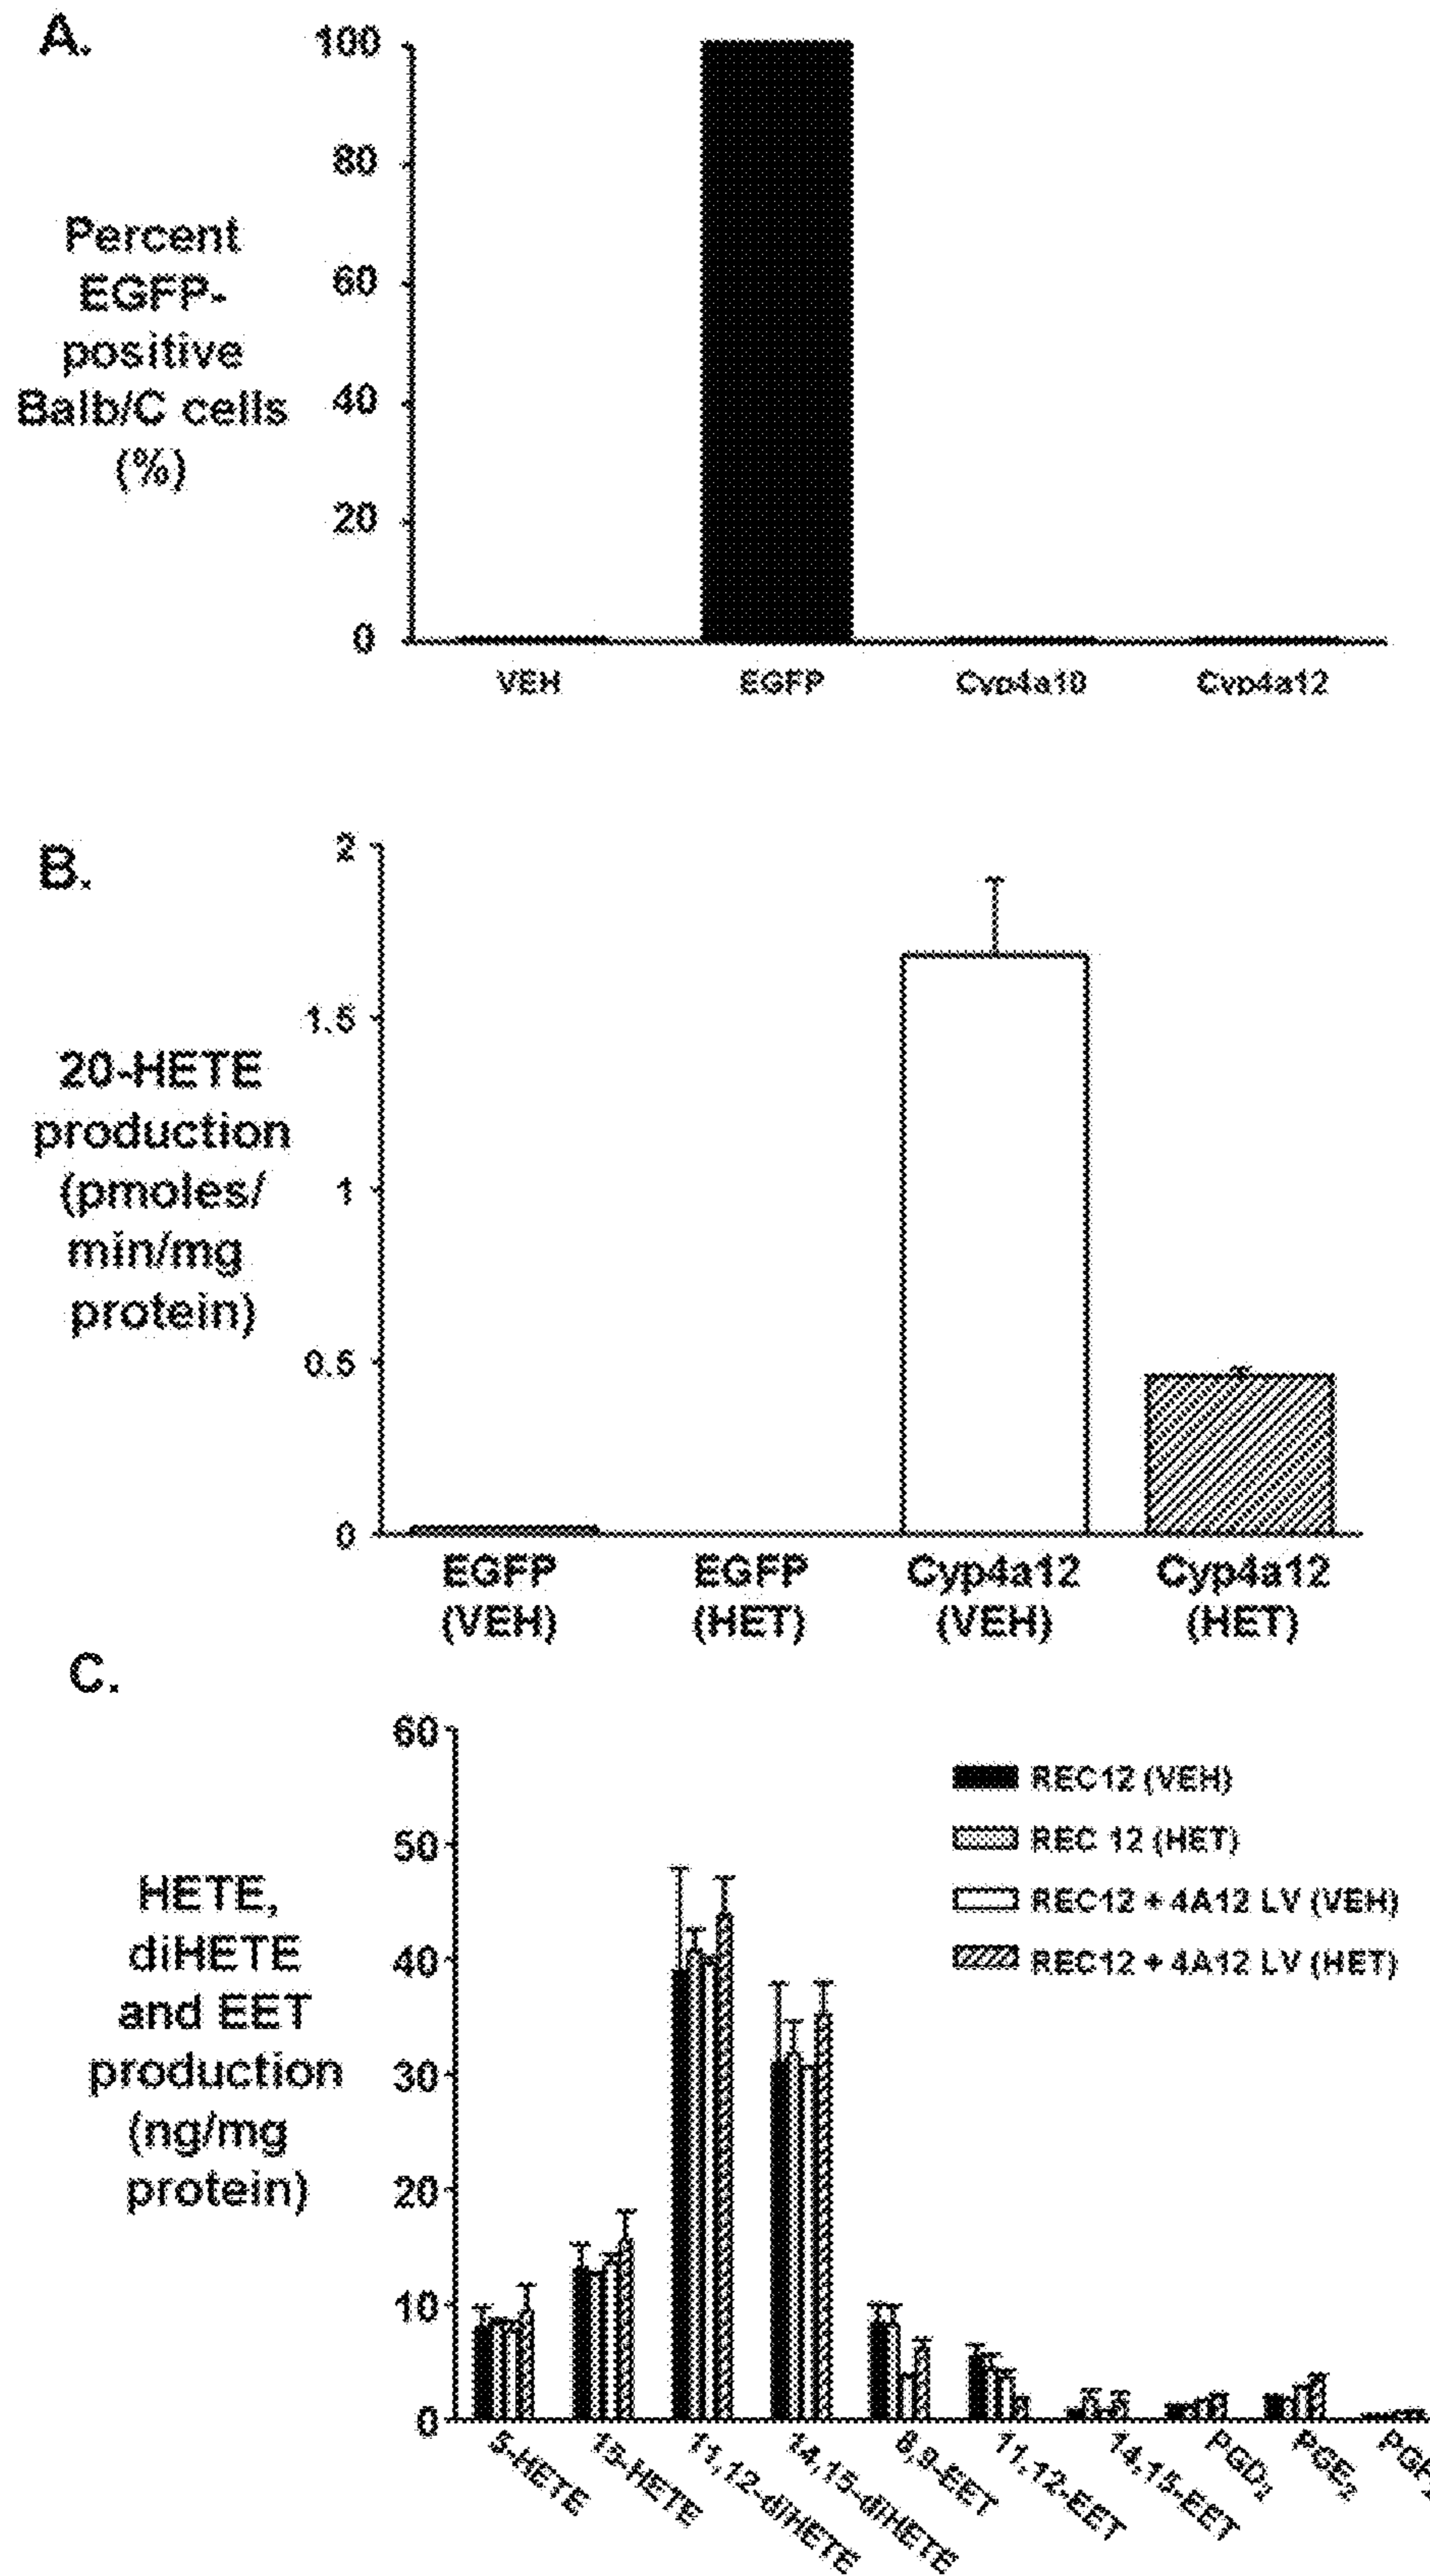 A.
Percent
EGFP-
positive
Balb/C cells
(%)
100
80
60
40
20
0
VEH EGFP Cyp4a10 Cyp4a12
B.
20-HETE
production
(pmoles/
min/mg
protein)
2
1.5
1
0.5
0
EGFP EGFP Cyp4a12 Cyp4a12
(VEH) (HET) (VEH) (HET)
C.
HETE,
diHETE
and EET
production
(ng/mg
protein)
60
50
40
30
20
10
0
REC12 (VEH)
REC 12 (HET)
REC12 + 4A12 LV (VEH)
REC12 + 4A12 LV (HET)
5-HETE
15-HETE
11,12-diHETE
14,15-diHETE
8,9-EET
11,12-EET
14,15-EET
PGD₂
PGE₂